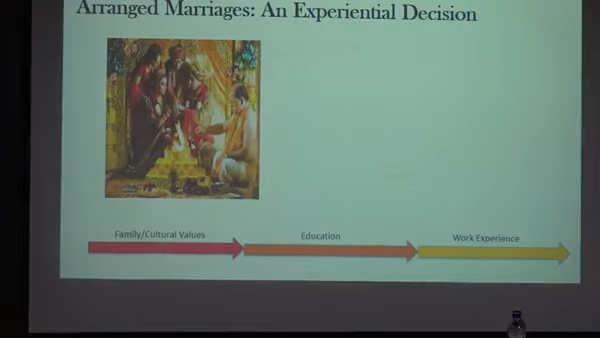 Arranged Marriages: An Experiential Decision
Family/Cultural Values
Education
Work Experience